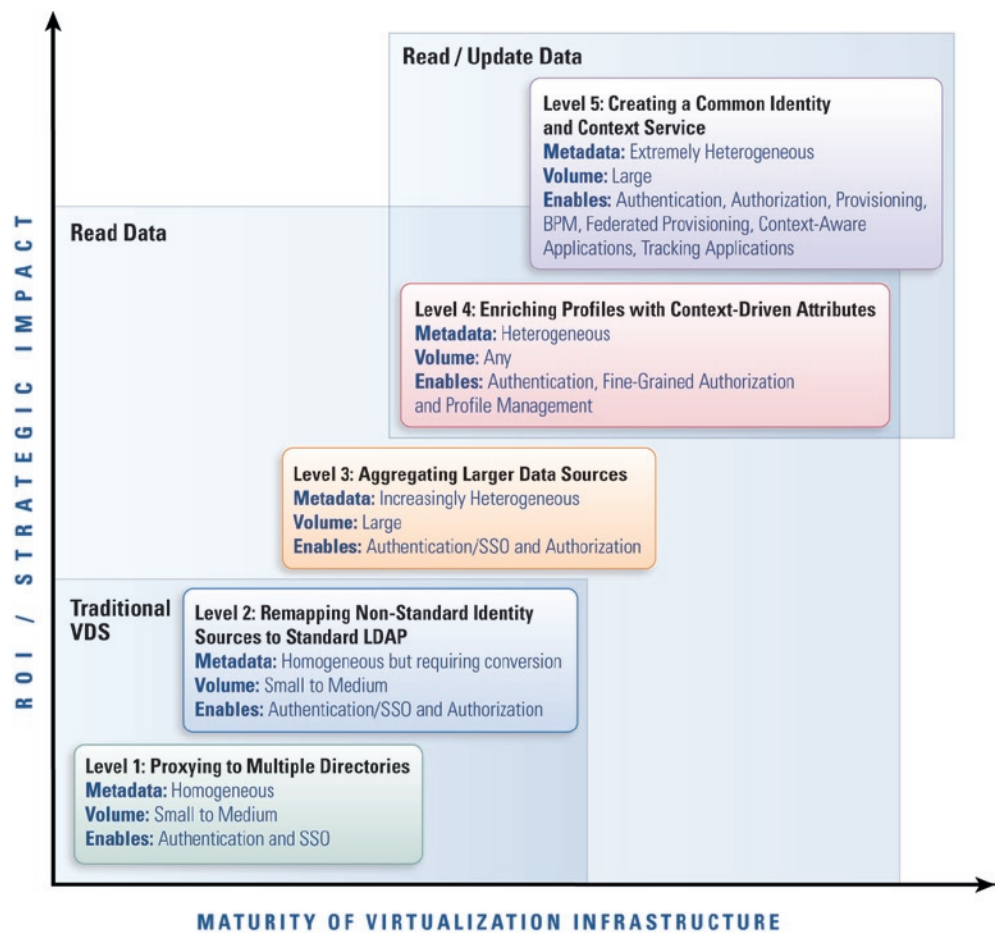 Read / Update Data
Level 5: Creating a Common Identity
and Context Service
Metadata: Extremely Heterogeneous
Volume: Large
Enables: Authentication, Authorization, Provisioning,
BPM, Federated Provisioning, Context-Aware
Applications, Tracking Applications
Read Data
Level 4: Enriching Profiles with Context-Driven Attributes
Metadata: Heterogeneous
Volume: Any
Enables: Authentication, Fine-Grained Authorization
and Profile Management
Level 3: Aggregating Larger Data Sources
Metadata: Increasingly Heterogeneous
Volume: Large
Enables: Authentication/SSO and Authorization
Traditional
VDS
Level 2: Remapping Non-Standard Identity
Sources to Standard LDAP
Metadata: Homogeneous but requiring conversion
Volume: Small to Medium
Enables: Authentication/SSO and Authorization
Level 1: Proxying to Multiple Directories
Metadata: Homogeneous
Volume: Small to Medium
Enables: Authentication and SSO
ROI / STRATEGIC IMPACT
MATURITY OF VIRTUALIZATION INFRASTRUCTURE